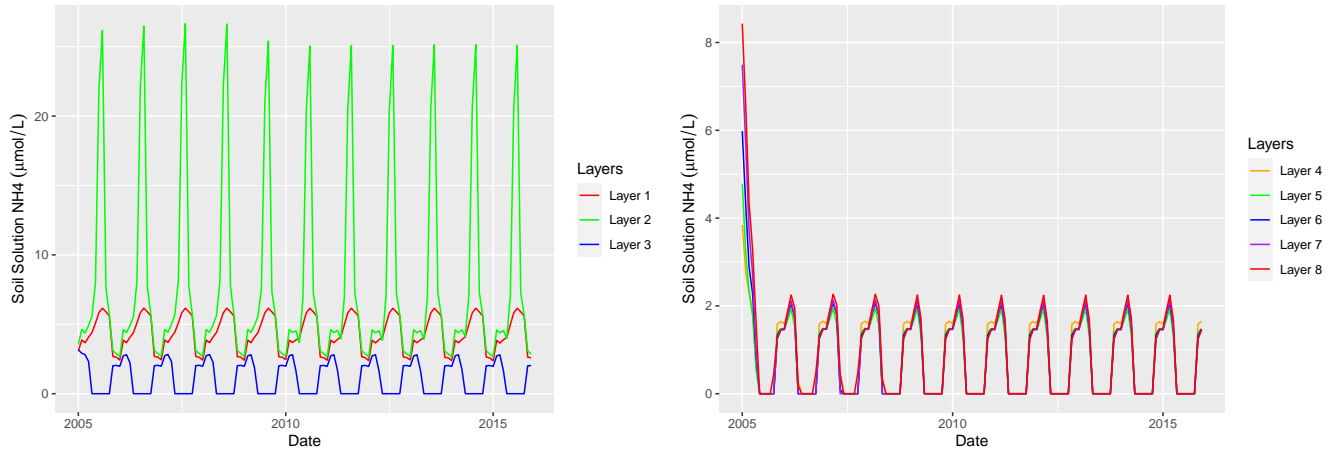 Soil Solution NH4 (μmol/L)
20
10
0
2005
2010
2015
Date
Layers
Layer 1
Layer 2
Layer 3
Soil Solution NH4 (μmol/L)
8
6
4
2
0
2005
2010
2015
Date
Layers
Layer 4
Layer 5
Layer 6
Layer 7
Layer 8